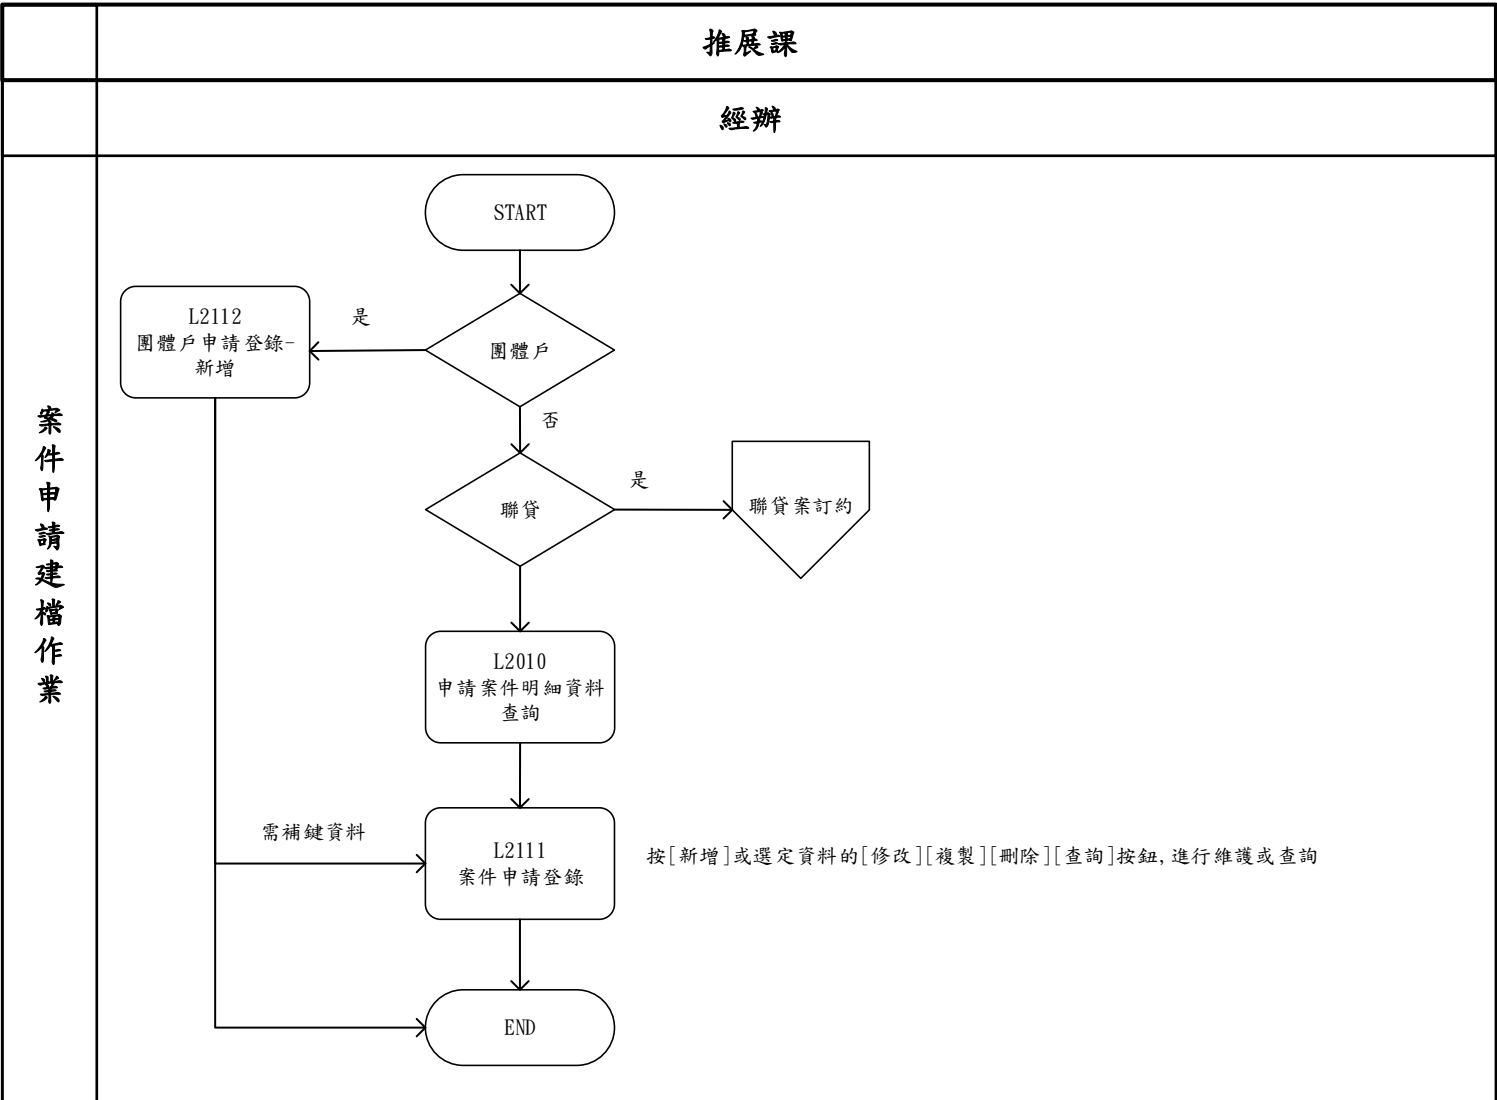 推展課
經辦
案件申請建檔作業
START
L2112
團體戶申請登錄-
新增
是
團體戶
否
聯貸
是
聯貸案訂約
L2010
申請案件明細資料
查詢
需補鍵資料
L2111
案件申請登錄
按[新增]或選定資料的[修改][複製][刪除][查詢]按鈕,進行維護或查詢
END